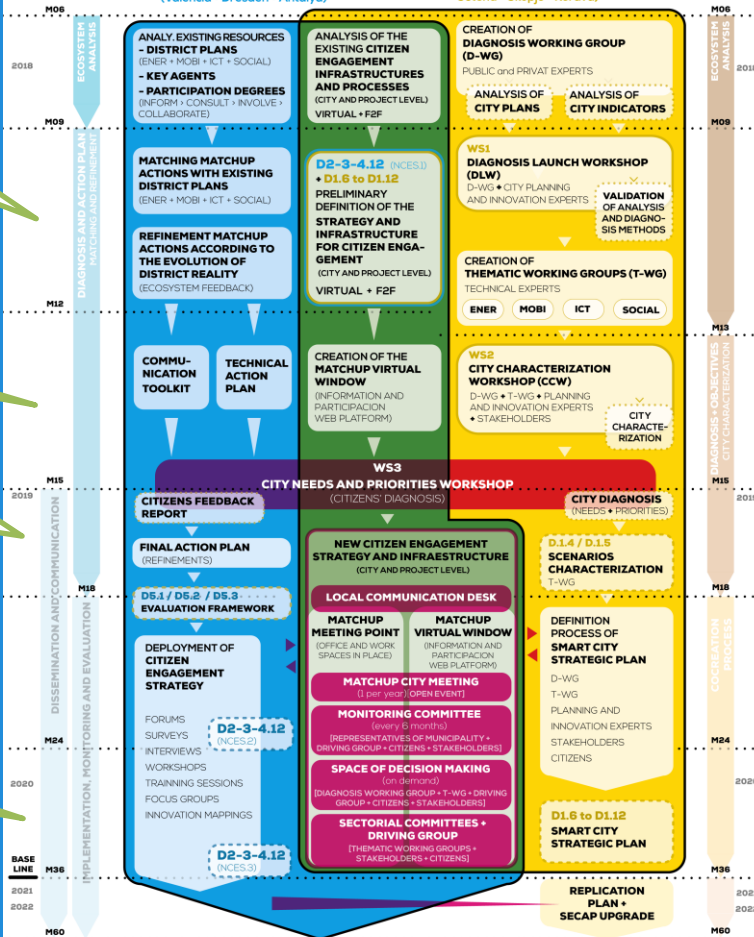 (Valencia - Dresden - Antalya)
M06
M06
2018
ECOSYSTEM
ANALYSIS
ANALY. EXISTING RESOURCES
– DISTRICT PLANS
(ENER + MOBI + ICT + SOCIAL)
– KEY AGENTS
– PARTICIPATION DEGREES
(INFORM › CONSULT › INVOLVE ›
COLLABORATE)
ANALYSIS OF THE
EXISTING CITIZEN
ENGAGEMENT
INFRASTRUCTURES
AND PROCESSES
(CITY AND PROJECT LEVEL)
VIRTUAL + F2F
CREATION OF
DIAGNOSIS WORKING GROUP
(D-WG)
PUBLIC and PRIVAT EXPERTS
ANALYSIS OF
CITY PLANS
ANALYSIS OF
CITY INDICATORS
ECOSYSTEM
ANALYSIS
M09
M09
DIAGNOSIS AND ACTION PLAN
MATCHING AND REFINEMENT
MATCHING MATCHUP
ACTIONS WITH EXISTING
DISTRICT PLANS
(ENER + MOBI + ICT + SOCIAL)
REFINEMENT MATCHUP
ACTIONS ACCORDING TO
THE EVOLUTION OF
DISTRICT REALITY
(ECOSYSTEM FEEDBACK)
D2-3-4.12 (NCES.1)
+ D1.6 to D1.12
PRELIMINARY
DEFINITION OF THE
STRATEGY AND
INFRASTRUCTURE
FOR CITIZEN ENGA-
GEMENT
(CITY AND PROJECT LEVEL)
VIRTUAL + F2F
WS1
DIAGNOSIS LAUNCH WORKSHOP
(DLW)
D-WG + CITY PLANNING
AND INNOVATION EXPERTS
VALIDATION
OF ANALYSIS
AND DIAGNO-
SIS METHODS
CREATION OF
THEMATIC WORKING GROUPS (T-WG)
TECHNICAL EXPERTS
ENER MOBI ICT SOCIAL
M12
M13
COMMU-
NICATION
TOOLKIT
TECHNICAL
ACTION
PLAN
CREATION OF THE
MATCHUP VIRTUAL
WINDOW
(INFORMATION AND
PARTICIPACION
WEB PLATFORM)
WS2
CITY CHARACTERIZATION
WORKSHOP (CCW)
D-WG + T-WG + PLANNING
AND INNOVATION EXPERTS
+ STAKEHOLDERS
CITY
CHARACTE-
RIZATION
DIAGNOSIS + OBJECTIVES
CITY CHARACTERIZATION
WS3
CITY NEEDS AND PRIORITIES WORKSHOP
(CITIZENS' DIAGNOSIS)
M15
M15
2019
CITIZENS FEEDBACK
REPORT
CITY DIAGNOSIS
(NEEDS + PRIORITIES)
FINAL ACTION PLAN
(REFINEMENTS)
NEW CITIZEN ENGAGEMENT
STRATEGY AND INFRAESTRUCTURE
(CITY AND PROJECT LEVEL)
D.1.4 / D.1.5
SCENARIOS
CHARACTERIZATION
T-WG
M18
M18
D5.1 / D5.2 / D5.3
EVALUATION FRAMEWORK
LOCAL COMMUNICATION DESK
DISSEMINATION AND COMMUNICATION
IMPLEMENTATION, MONITORING AND EVALUATION
DEPLOYMENT OF
CITIZEN
ENGAGEMENT
STRATEGY
FORUMS
SURVEYS
INTERVIEWS
WORKSHOPS
TRAINNING SESSIONS
FOCUS GROUPS
INNOVATION MAPPINGS
D2-3-4.12
(NCES.2)
D2-3-4.12
(NCES.3)
MATCHUP
MEETING POINT
(OFFICE AND WORK
SPACES IN PLACE)
MATCHUP
VIRTUAL WINDOW
(INFORMATION AND
PARTICIPACION
WEB PLATFORM)
MATCHUP CITY MEETING
(1 per year)[OPEN EVENT]
MONITORING COMMITTEE
(every 6 months)
[REPRESENTATIVES OF MUNICIPALITY +
DRIVING GROUP + CITIZENS + STAKEHOLDERS]
SPACE OF DECISION MAKING
(on demand)
[DIAGNOSIS WORKING GROUP + T-WG + DRIVING
GROUP + CITIZENS + STAKEHOLDERS]
SECTORIAL COMMITTEES +
DRIVING GROUP
[THEMATIC WORKING GROUPS +
STAKEHOLDERS + CITIZENS]
DEFINITION
PROCESS OF
SMART CITY
STRATEGIC PLAN
D-WG
T-WG
PLANNING AND
INNOVATION EXPERTS
STAKEHOLDERS
CITIZENS
COCREATION
PROCESS
M24
M24
2020
D1.6 to D1.12
SMART CITY
STRATEGIC PLAN
BASE
LINE
M36
M36
2021
2022
REPLICATION
PLAN +
SECAP UPGRADE
M60
M60